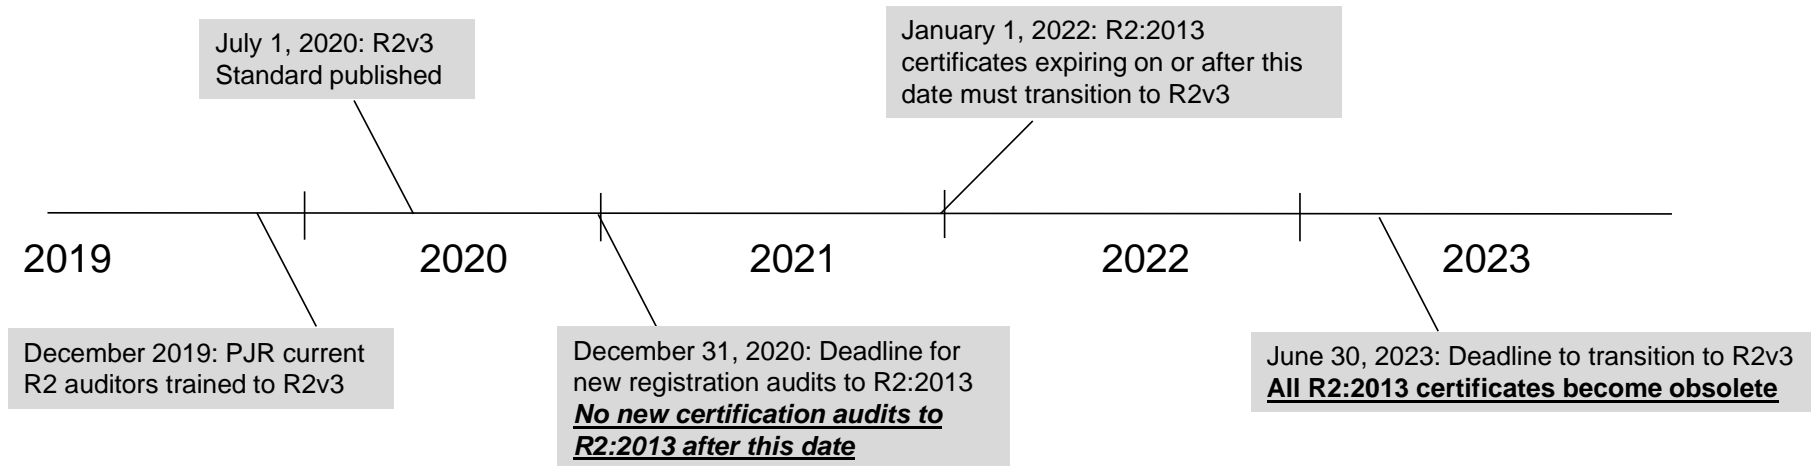 July 1, 2020: R2v3
Standard published
January 1, 2022: R2:2013
certificates expiring on or after this
date must transition to R2v3
2019
2020
2021
2022
2023
December 2019: PJR current
R2 auditors trained to R2v3
December 31, 2020: Deadline for
new registration audits to R2:2013
No new certification audits to
R2:2013 after this date
June 30, 2023: Deadline to transition to R2v3
All R2:2013 certificates become obsolete